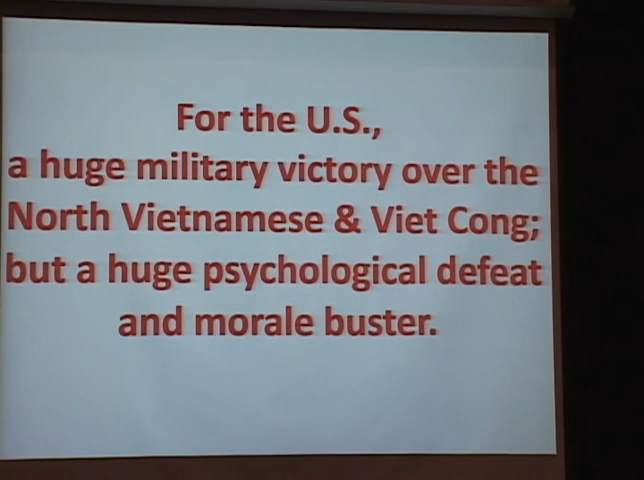 For the U.S.,
a huge military victory over the
North Vietnamese & Viet Cong;
but a huge psychological defeat
and morale buster.